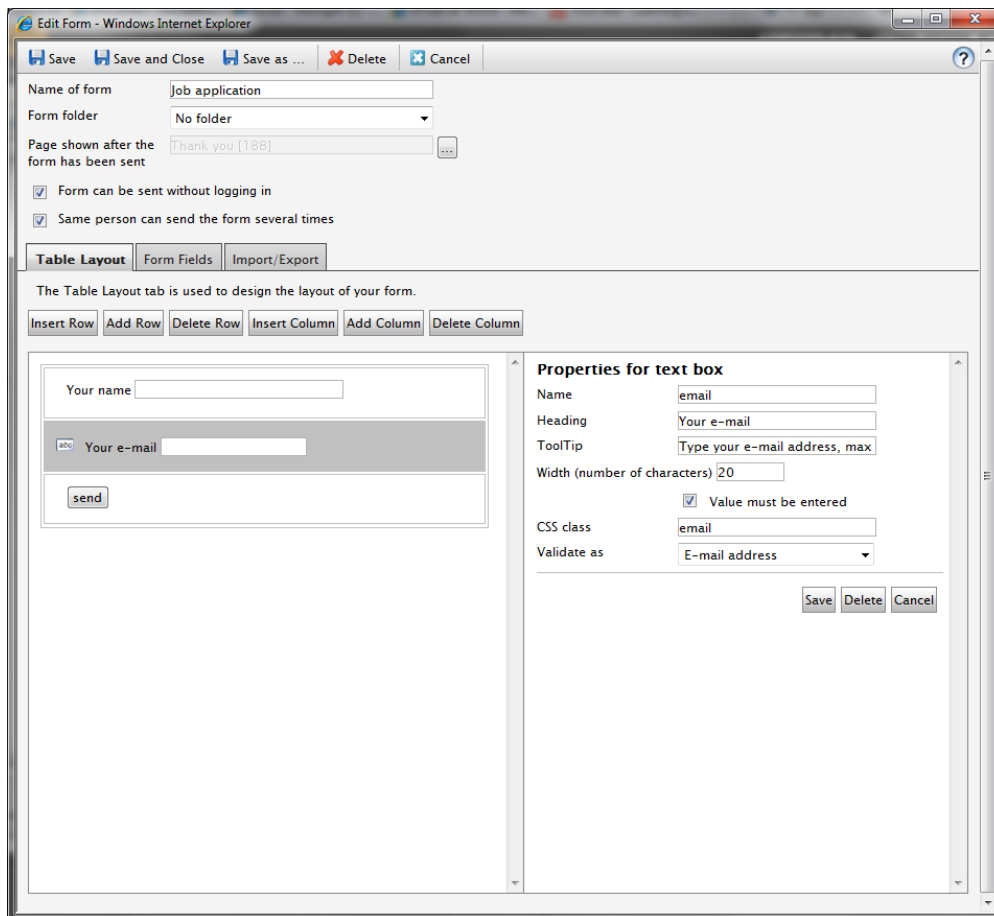 Edit Form - Windows Internet Explorer
Save Save and Close Save as ... Delete Cancel ?
Name of form Job application
Form folder No folder
Page shown after the form has been sent Thank you [188] ...
Form can be sent without logging in
Same person can send the form several times
Table Layout Form Fields Import/Export
The Table Layout tab is used to design the layout of your form.
Insert Row Add Row Delete Row Insert Column Add Column Delete Column
Your name
abc Your e-mail
send
Properties for text box
Name email
Heading Your e-mail
ToolTip Type your e-mail address, max
Width (number of characters) 20
Value must be entered
CSS class email
Validate as E-mail address
Save Delete Cancel